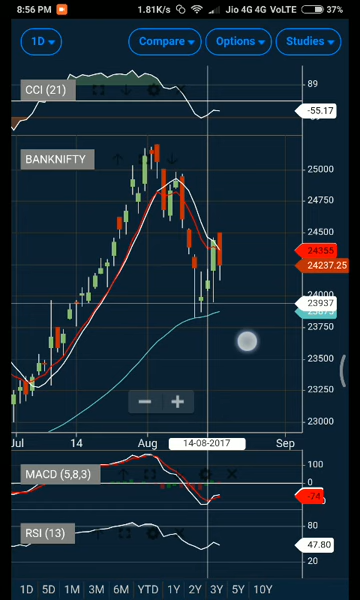 8:56 PM 1.81K/s Jio 4G 4G VoLTE 37%
1D Compare Options Studies
CCI (21)
89
-55.17
BANKNIFTY
25000
24750
24500
24355
24237.25
24000
23937
23875
23750
23500
23250
23000
Jul 14 Aug 14-08-2017 Sep
MACD (5,8,3)
100
0
-74
RSI (13)
80
47.80
20
1D 5D 1M 3M 6M YTD 1Y 2Y 3Y 5Y 10Y